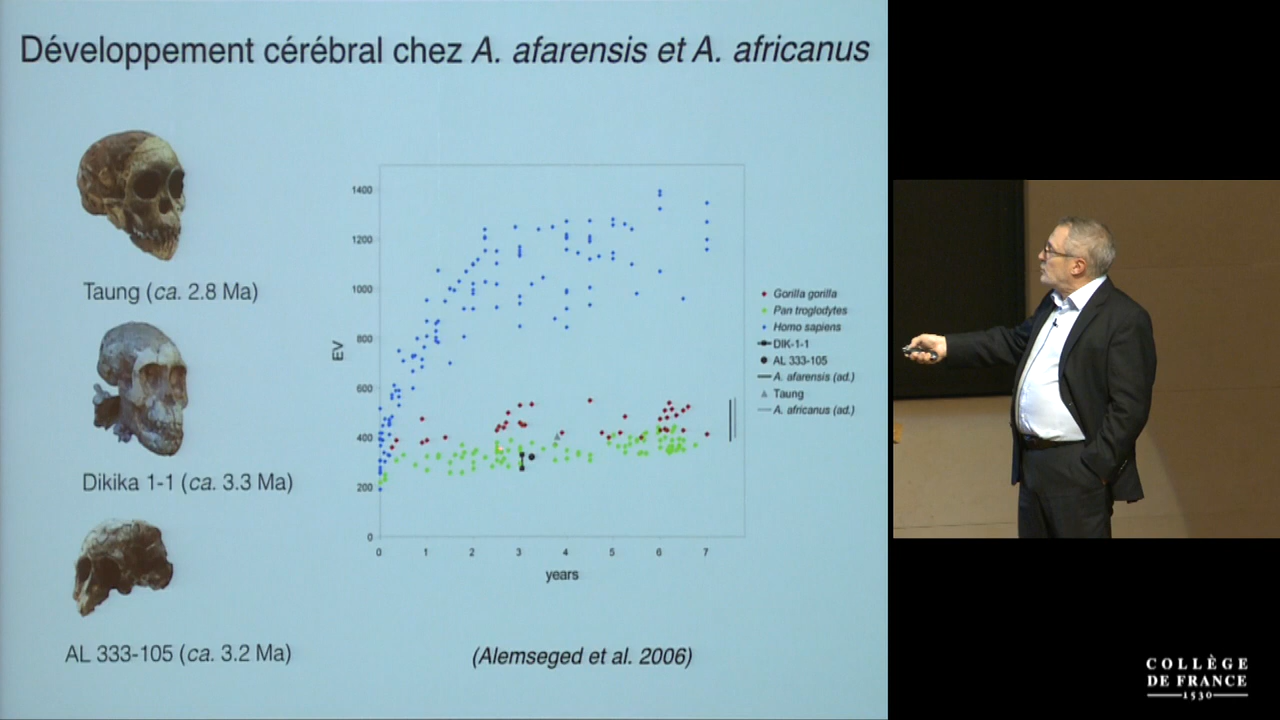 Développement cérébral chez A. afarensis et A. africanus
Taung (ca. 2.8 Ma)
Dikika 1-1 (ca. 3.3 Ma)
AL 333-105 (ca. 3.2 Ma)
1400
1200
1000
800
600
400
200
0
EV
0 1 2 3 4 5 6 7
years
Gorilla gorilla
Pan troglodytes
Homo sapiens
DIK-1-1
AL 333-105
A. afarensis (ad.)
Taung
A. africanus (ad.)
(Alemseged et al. 2006)
COLLÈGE
DE FRANCE
1530